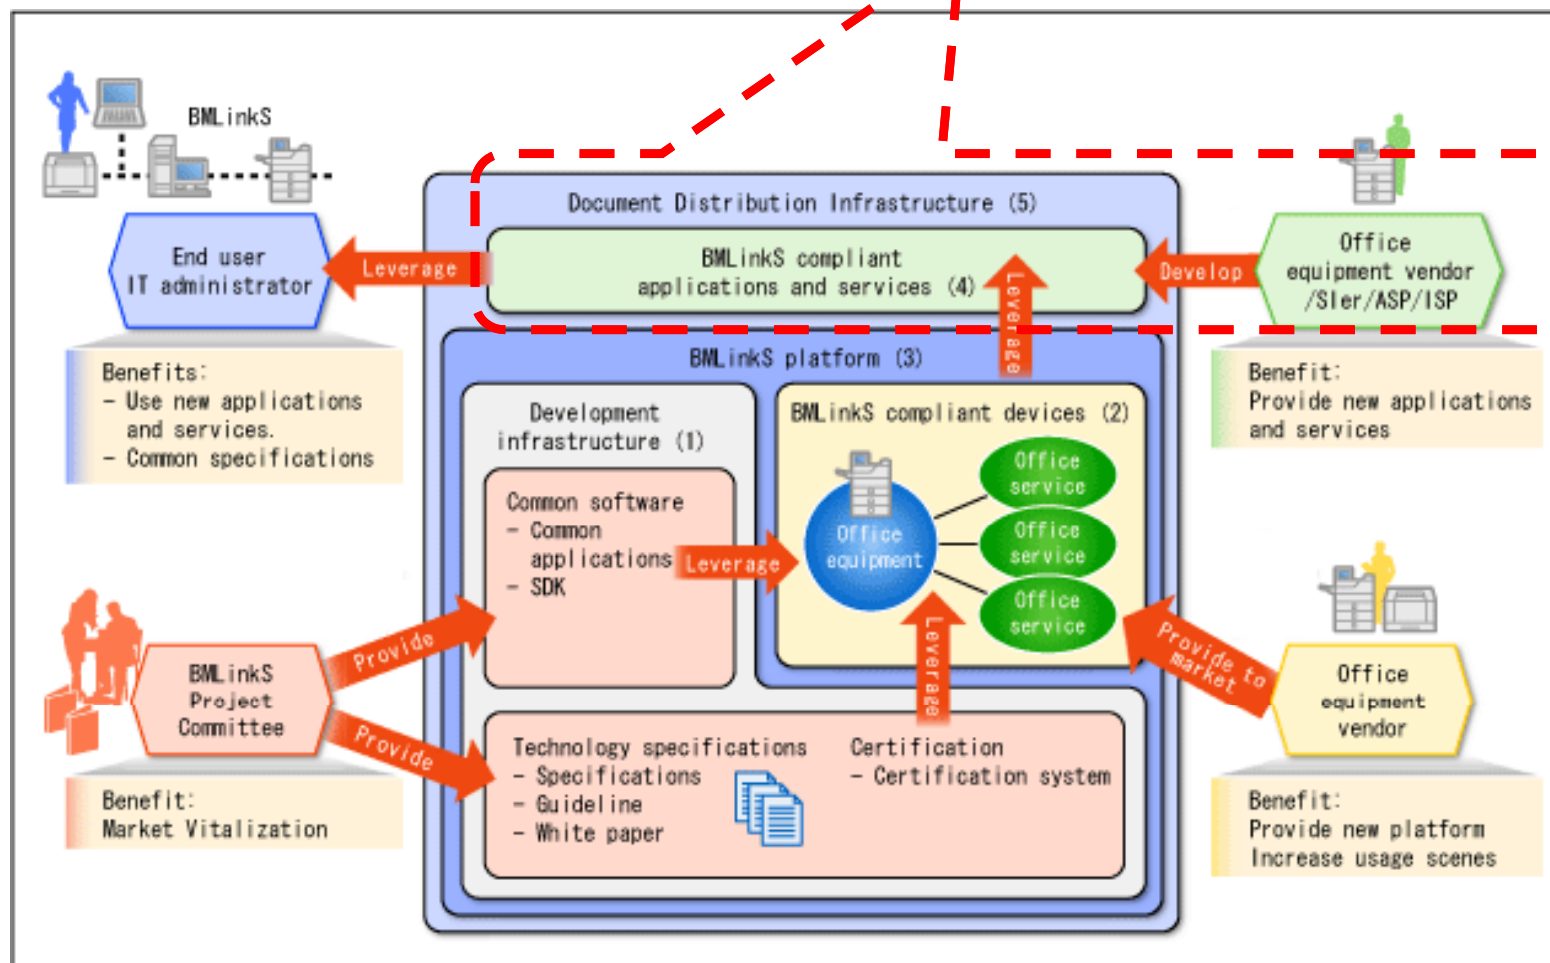 BMLinkS
End user
IT administrator
Leverage
Benefits:
- Use new applications
and services.
- Common specifications
Document Distribution Infrastructure (5)
BMLinkS compliant
applications and services (4)
Leverage
Develop
Office
equipment vendor
/SIer/ASP/ISP
Benefit:
Provide new applications
and services
BMLinkS platform (3)
Development
infrastructure (1)
Common software
- Common
applications
- SDK
Leverage
BMLinkS compliant devices (2)
Office
equipment
Office
service
Office
service
Office
service
Leverage
BMLinkS
Project
Committee
Provide
Provide
Benefit:
Market Vitalization
Technology specifications
- Specifications
- Guideline
- White paper
Certification
- Certification system
Provide to
market
Office
equipment
vendor
Benefit:
Provide new platform
Increase usage scenes